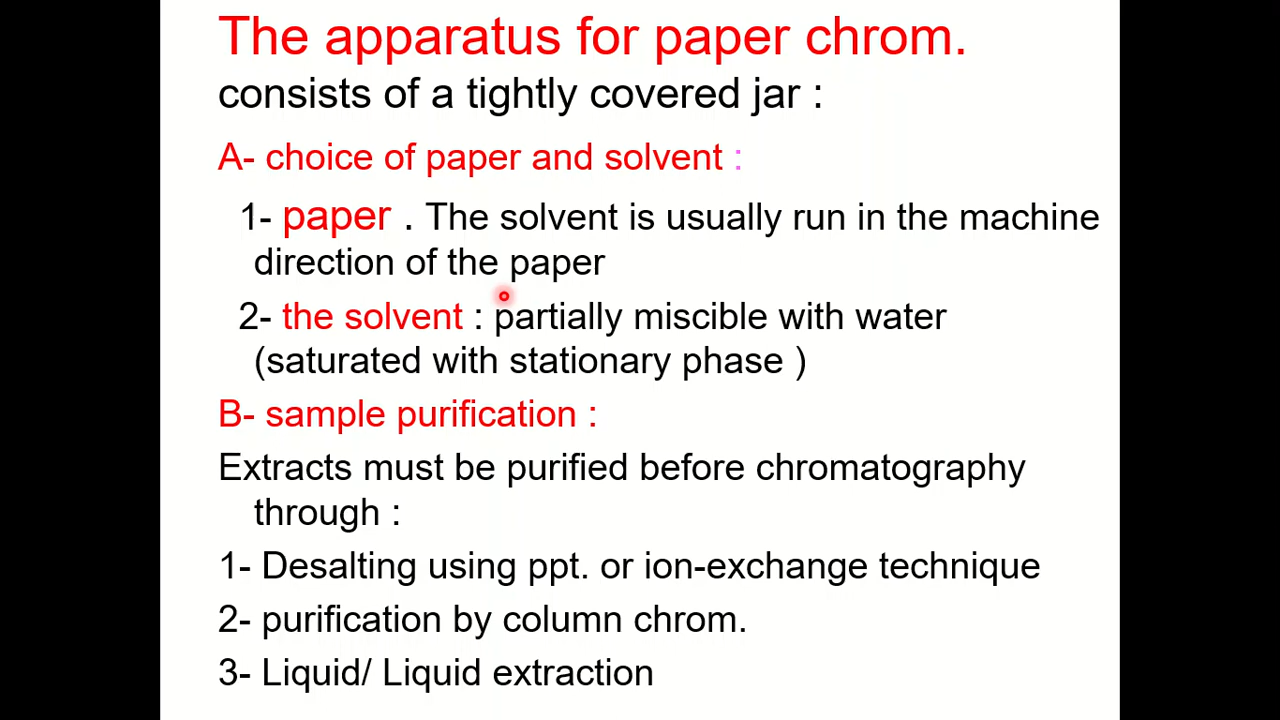 The apparatus for paper chrom.
consists of a tightly covered jar :
A- choice of paper and solvent :
1- paper . The solvent is usually run in the machine
direction of the paper
2- the solvent : partially miscible with water
(saturated with stationary phase )
B- sample purification :
Extracts must be purified before chromatography
through :
1- Desalting using ppt. or ion-exchange technique
2- purification by column chrom.
3- Liquid/ Liquid extraction